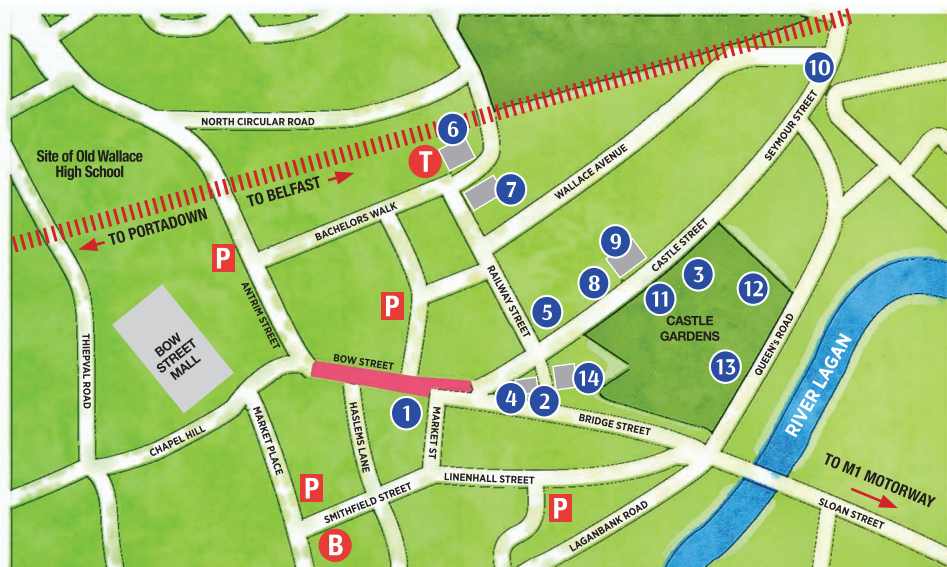 10
NORTH CIRCULAR ROAD
6
SEYMOUR STREET
Site of Old Wallace
High School
T
WALLACE AVENUE
TO BELFAST
7
BACHELORS WALK
TO PORTADOWN
P
9
CASTLE STREET
3
8
12
11
ANTRIM STREET
P
RAILWAY STREET
5
CASTLE
GARDENS
THIEPVAL ROAD
BOW
STREET
MALL
QUEEN'S ROAD
RIVER LAGAN
BOW STREET
13
14
4
2
1
HASLEMS LANE
MARKET ST
MARKET PLACE
BRIDGE STREET
CHAPEL HILL
TO M1 MOTORWAY
LINENHALL STREET
P
SMITHFIELD STREET
P
SLOAN STREET
LAGANBANK ROAD
B